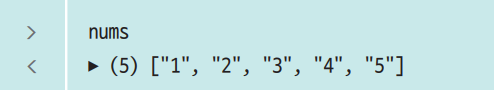 > nums
< ▶ (5) ["1", "2", "3", "4", "5"]